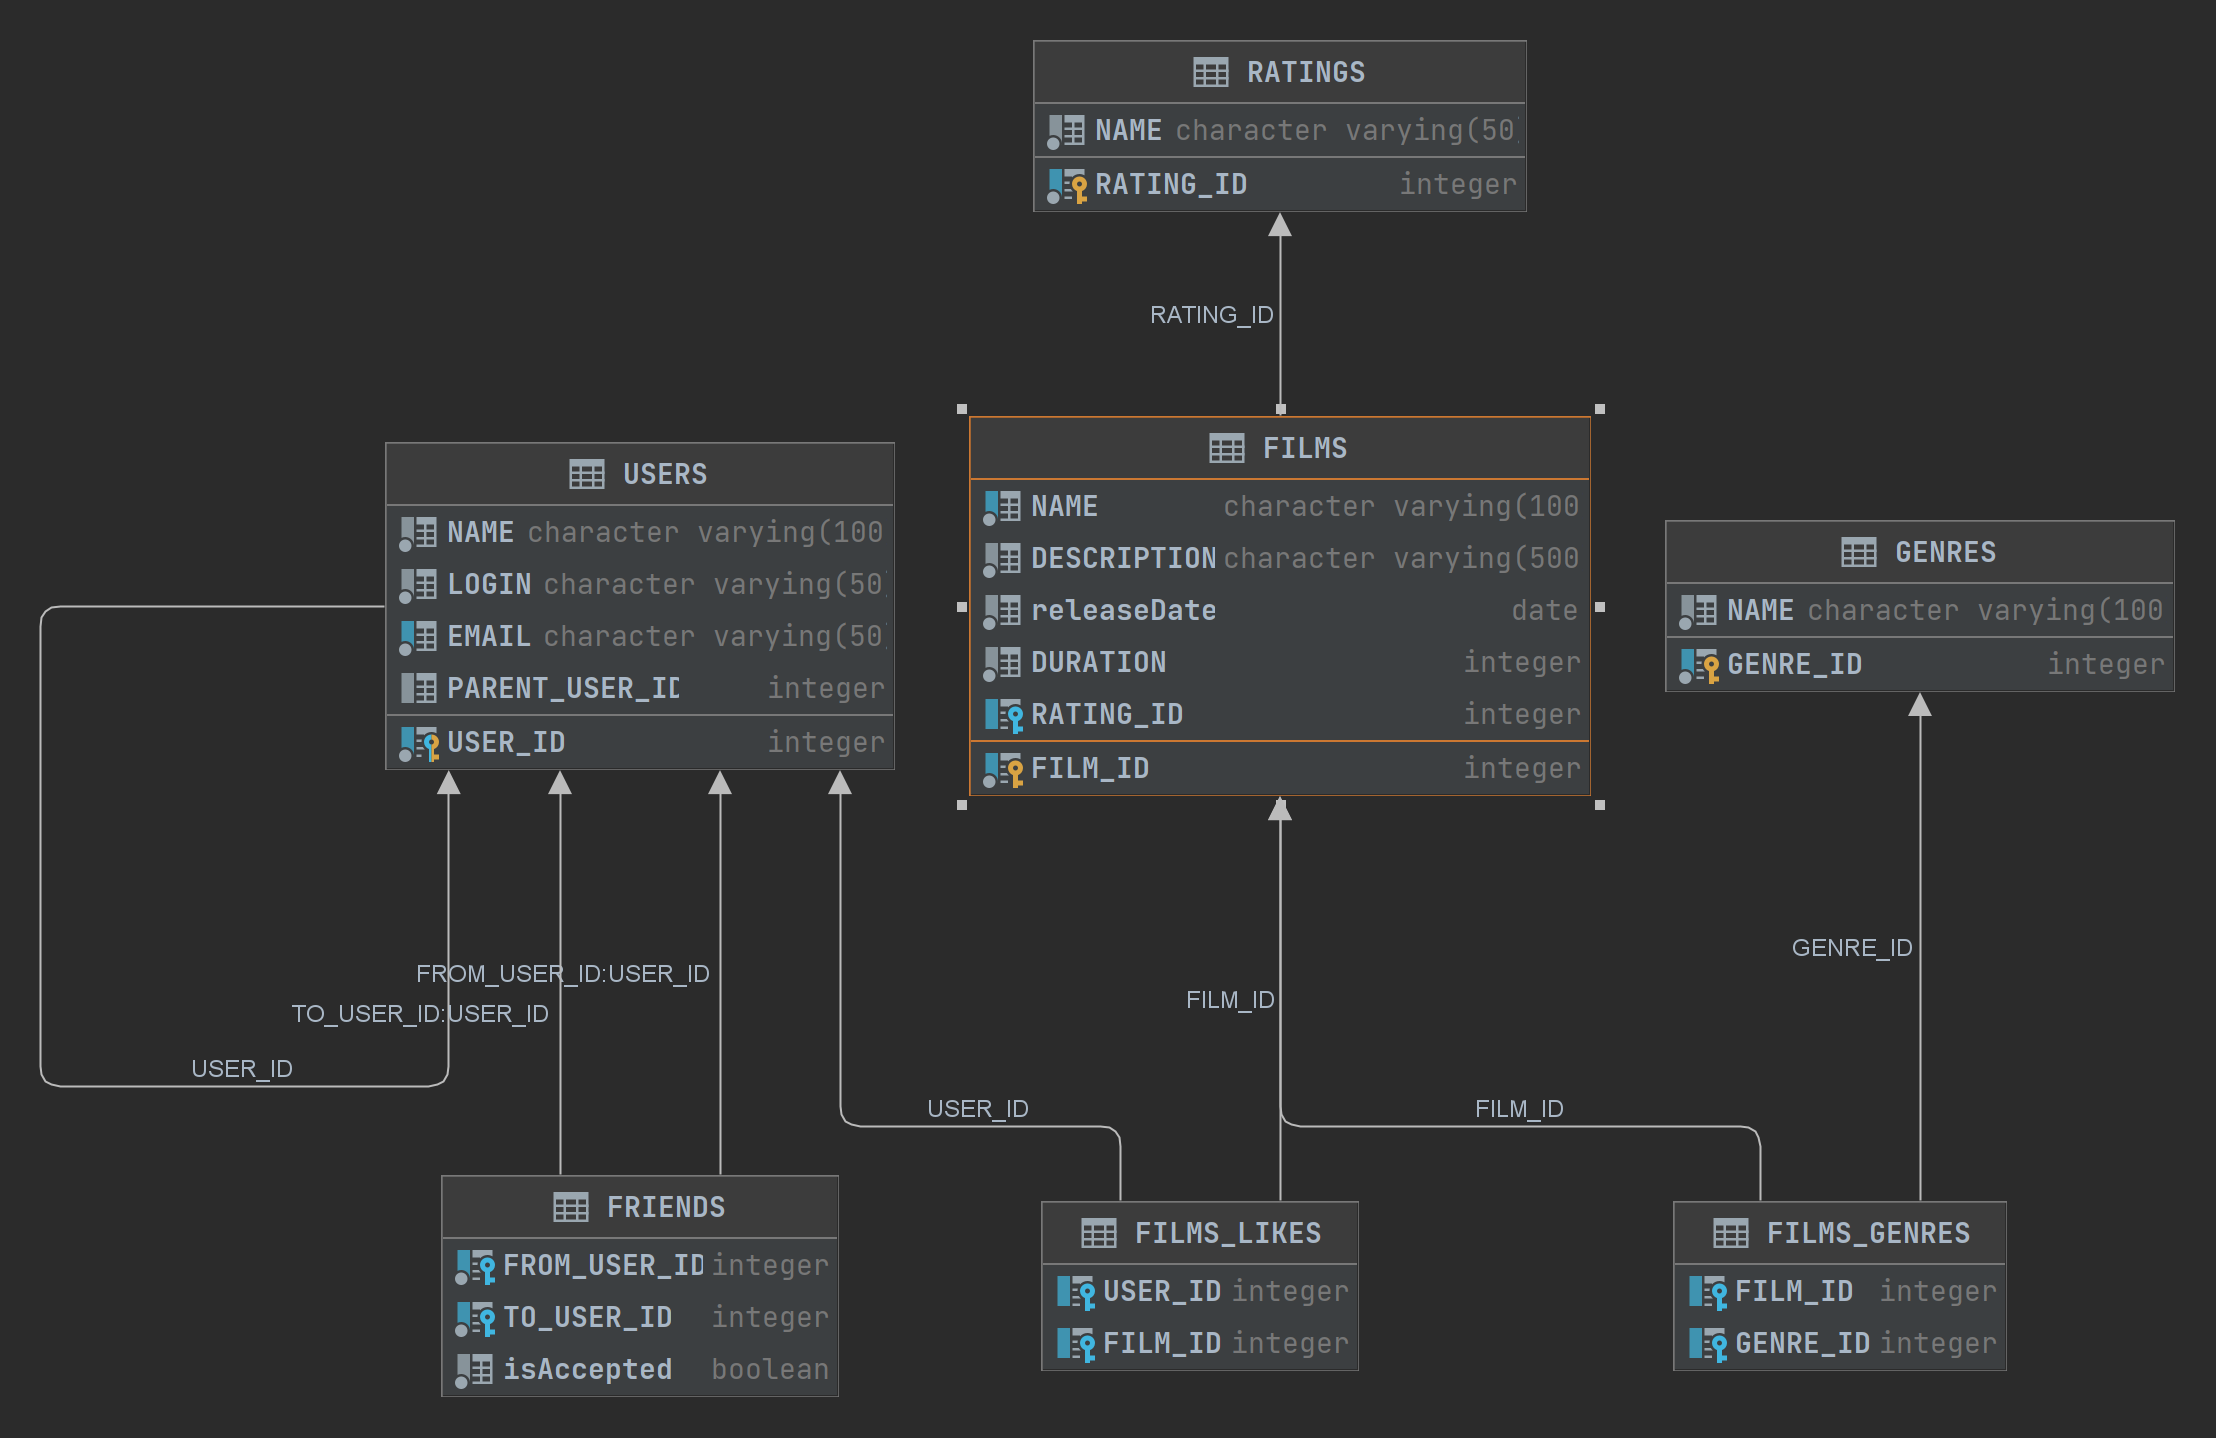 RATINGS
NAME character varying(50)
RATING_ID integer
RATING_ID
FILMS
NAME character varying(100
DESCRIPTION character varying(500
releaseDate date
DURATION integer
RATING_ID integer
FILM_ID integer
USERS
NAME character varying(100
LOGIN character varying(50)
EMAIL character varying(50)
PARENT_USER_ID integer
USER_ID integer
GENRES
NAME character varying(100
GENRE_ID integer
GENRE_ID
FROM_USER_ID:USER_ID
TO_USER_ID:USER_ID
USER_ID
FILM_ID
USER_ID
FILM_ID
FRIENDS
FROM_USER_ID integer
TO_USER_ID integer
isAccepted boolean
FILMS_LIKES
USER_ID integer
FILM_ID integer
FILMS_GENRES
FILM_ID integer
GENRE_ID integer